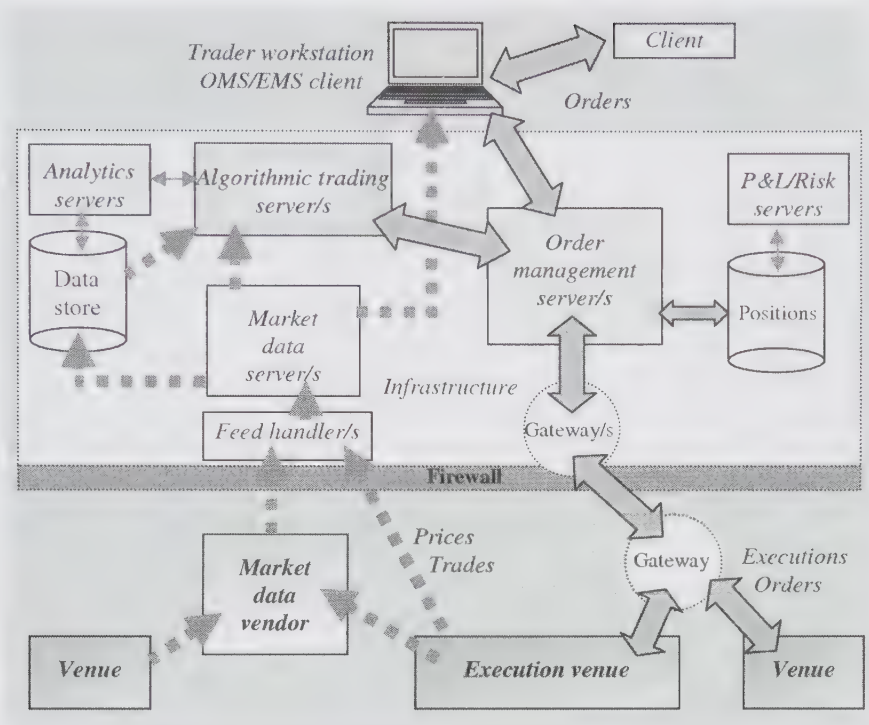 Trader workstation
OMS/EMS client
Client
Orders
Analytics
servers
Algorithmic trading
server/s
P&L/Risk
servers
Order
management
server/s
Data
store
Market
data
server/s
Positions
Infrastructure
Feed handler/s
Gateway/s
Firewall
Prices
Trades
Market
data
vendor
Gateway
Executions
Orders
Venue
Execution venue
Venue